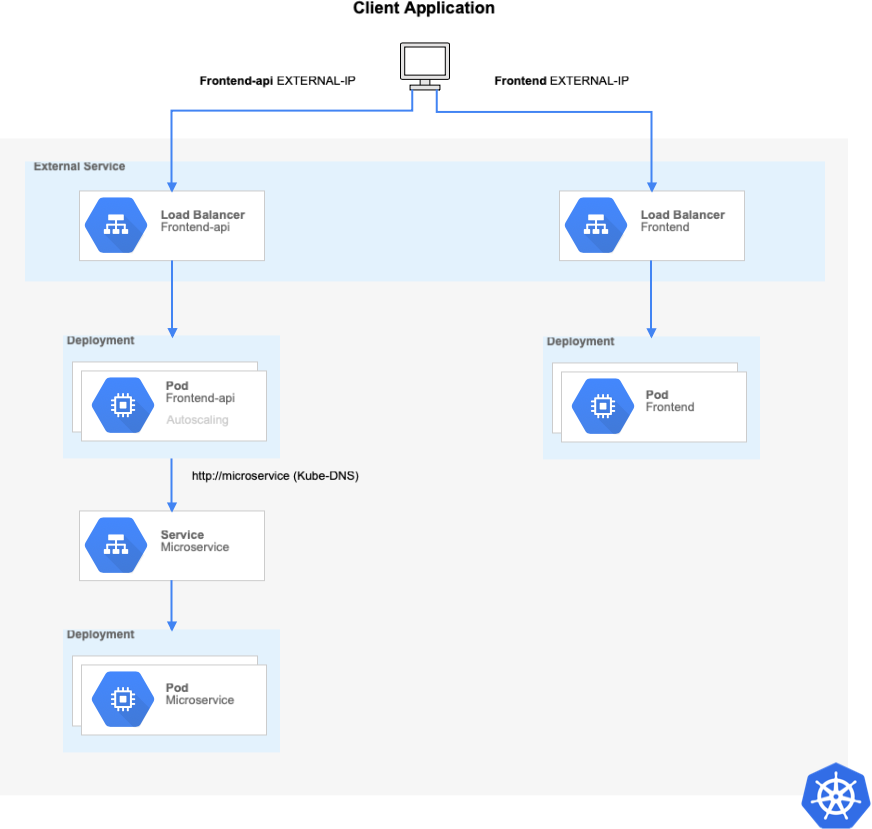 Client Application
Frontend-api EXTERNAL-IP
Frontend EXTERNAL-IP
External Service
Load Balancer
Frontend-api
Load Balancer
Frontend
Deployment
Pod
Frontend-api
Autoscaling
Deployment
Pod
Frontend
http://microservice (Kube-DNS)
Service
Microservice
Deployment
Pod
Microservice